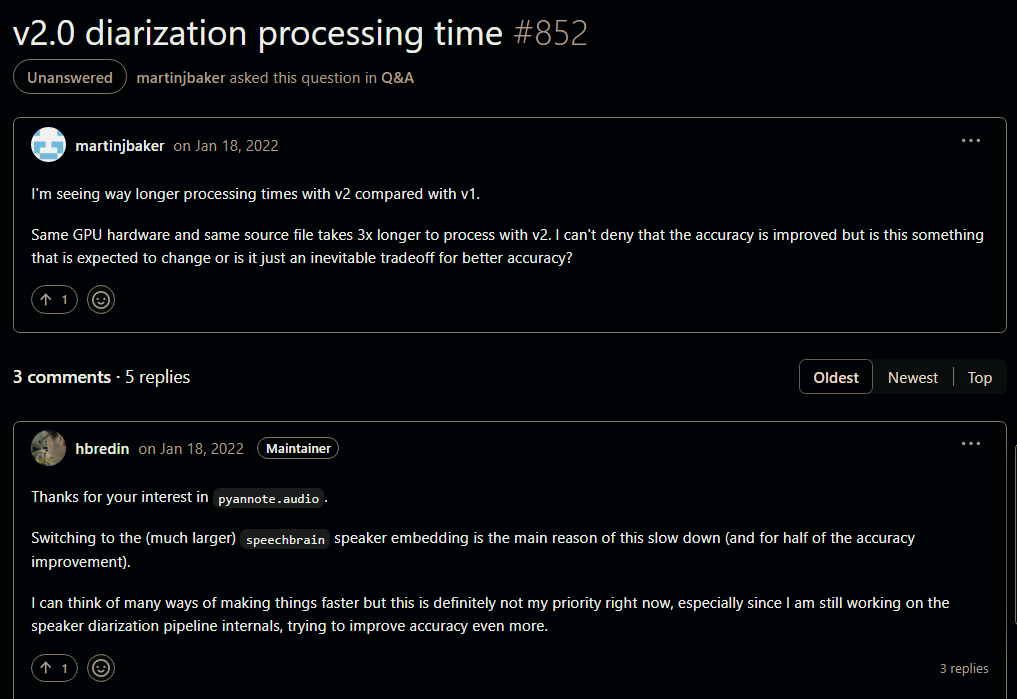 v2.0 diarization processing time #852
Unanswered martinjbaker asked this question in Q&A
martinjbaker on Jan 18, 2022
I'm seeing way longer processing times with v2 compared with v1.
Same GPU hardware and same source file takes 3x longer to process with v2. I can't deny that the accuracy is improved but is this something
that is expected to change or is it just an inevitable tradeoff for better accuracy?
1
3 comments · 5 replies
Oldest Newest Top
hbredin on Jan 18, 2022 Maintainer
Thanks for your interest in pyannote.audio.
Switching to the (much larger) speechbrain speaker embedding is the main reason of this slow down (and for half of the accuracy
improvement).
I can think of many ways of making things faster but this is definitely not my priority right now, especially since I am still working on the
speaker diarization pipeline internals, trying to improve accuracy even more.
1
3 replies